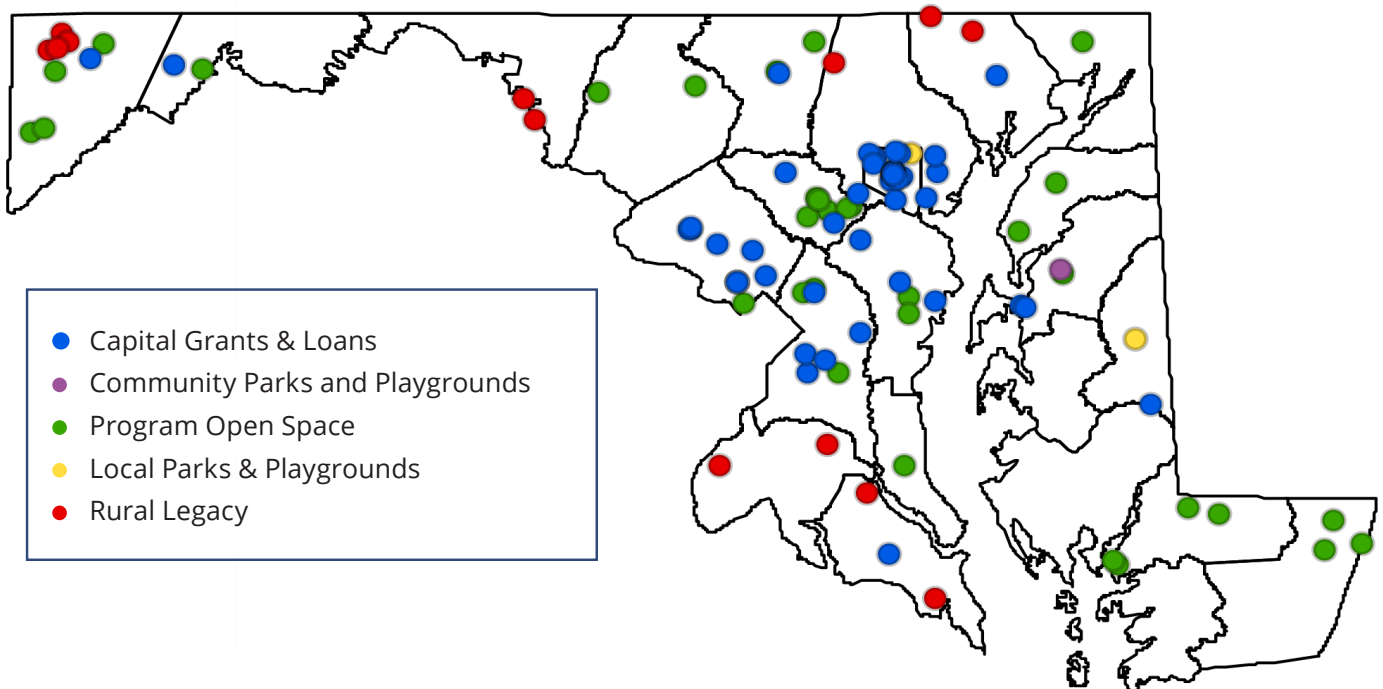 Capital Grants & Loans
Community Parks and Playgrounds
Program Open Space
Local Parks & Playgrounds
Rural Legacy